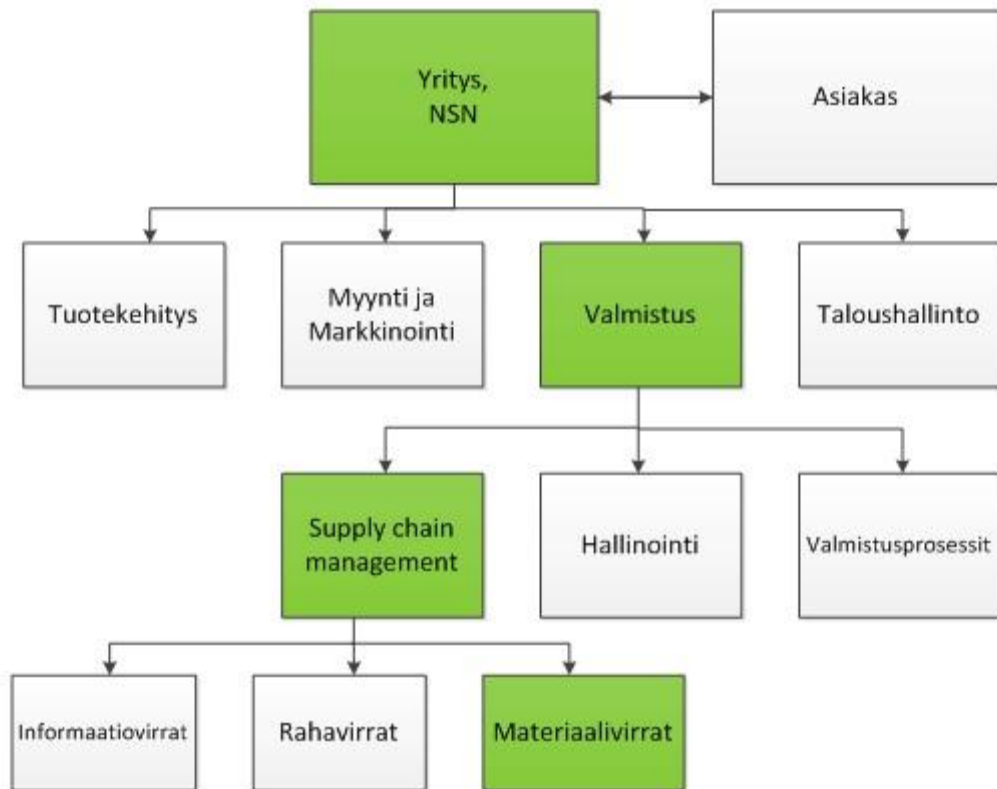 Yritys,
NSN
Asiakas
Tuotekehitys
Myynti ja
Markkinointi
Valmistus
Taloushallinto
Supply chain
management
Hallinointi
Valmistusprosessit
Informaatiovirrat
Rahavirrat
Materiaalivirrat